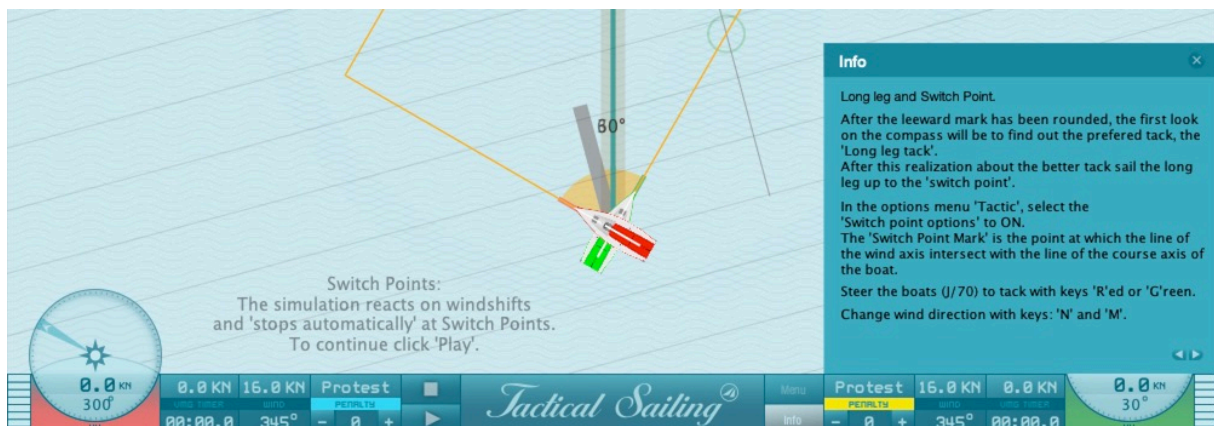 Info
Long leg and Switch Point.
After the leeward mark has been rounded, the first look
on the compass will be to find out the prefered tack, the
'Long leg tack'.
After this realization about the better tack sail the long
leg up to the 'switch point'.
In the options menu 'Tactic', select the
'Switch point options' to ON.
The 'Switch Point Mark' is the point at which the line of
the wind axis intersect with the line of the course axis of
the boat.
Steer the boats (J/70) to tack with keys 'R'ed or 'G'reen.
Change wind direction with keys: 'N' and 'M'.
Switch Points:
The simulation reacts on windshifts
and 'stops automatically' at Switch Points.
To continue click 'Play'.
0.0 KN
300°
0.0 KN 16.0 KN Protest
VMG TIMER WIND PENALTY
00:00.0 345° - 0 +
Tactical Sailing
Menu
Info
Protest 16.0 KN 0.0 KN
PENALTY WIND VMG TIMER
- 0 + 345° 00:00.0
0.0 KN
30°